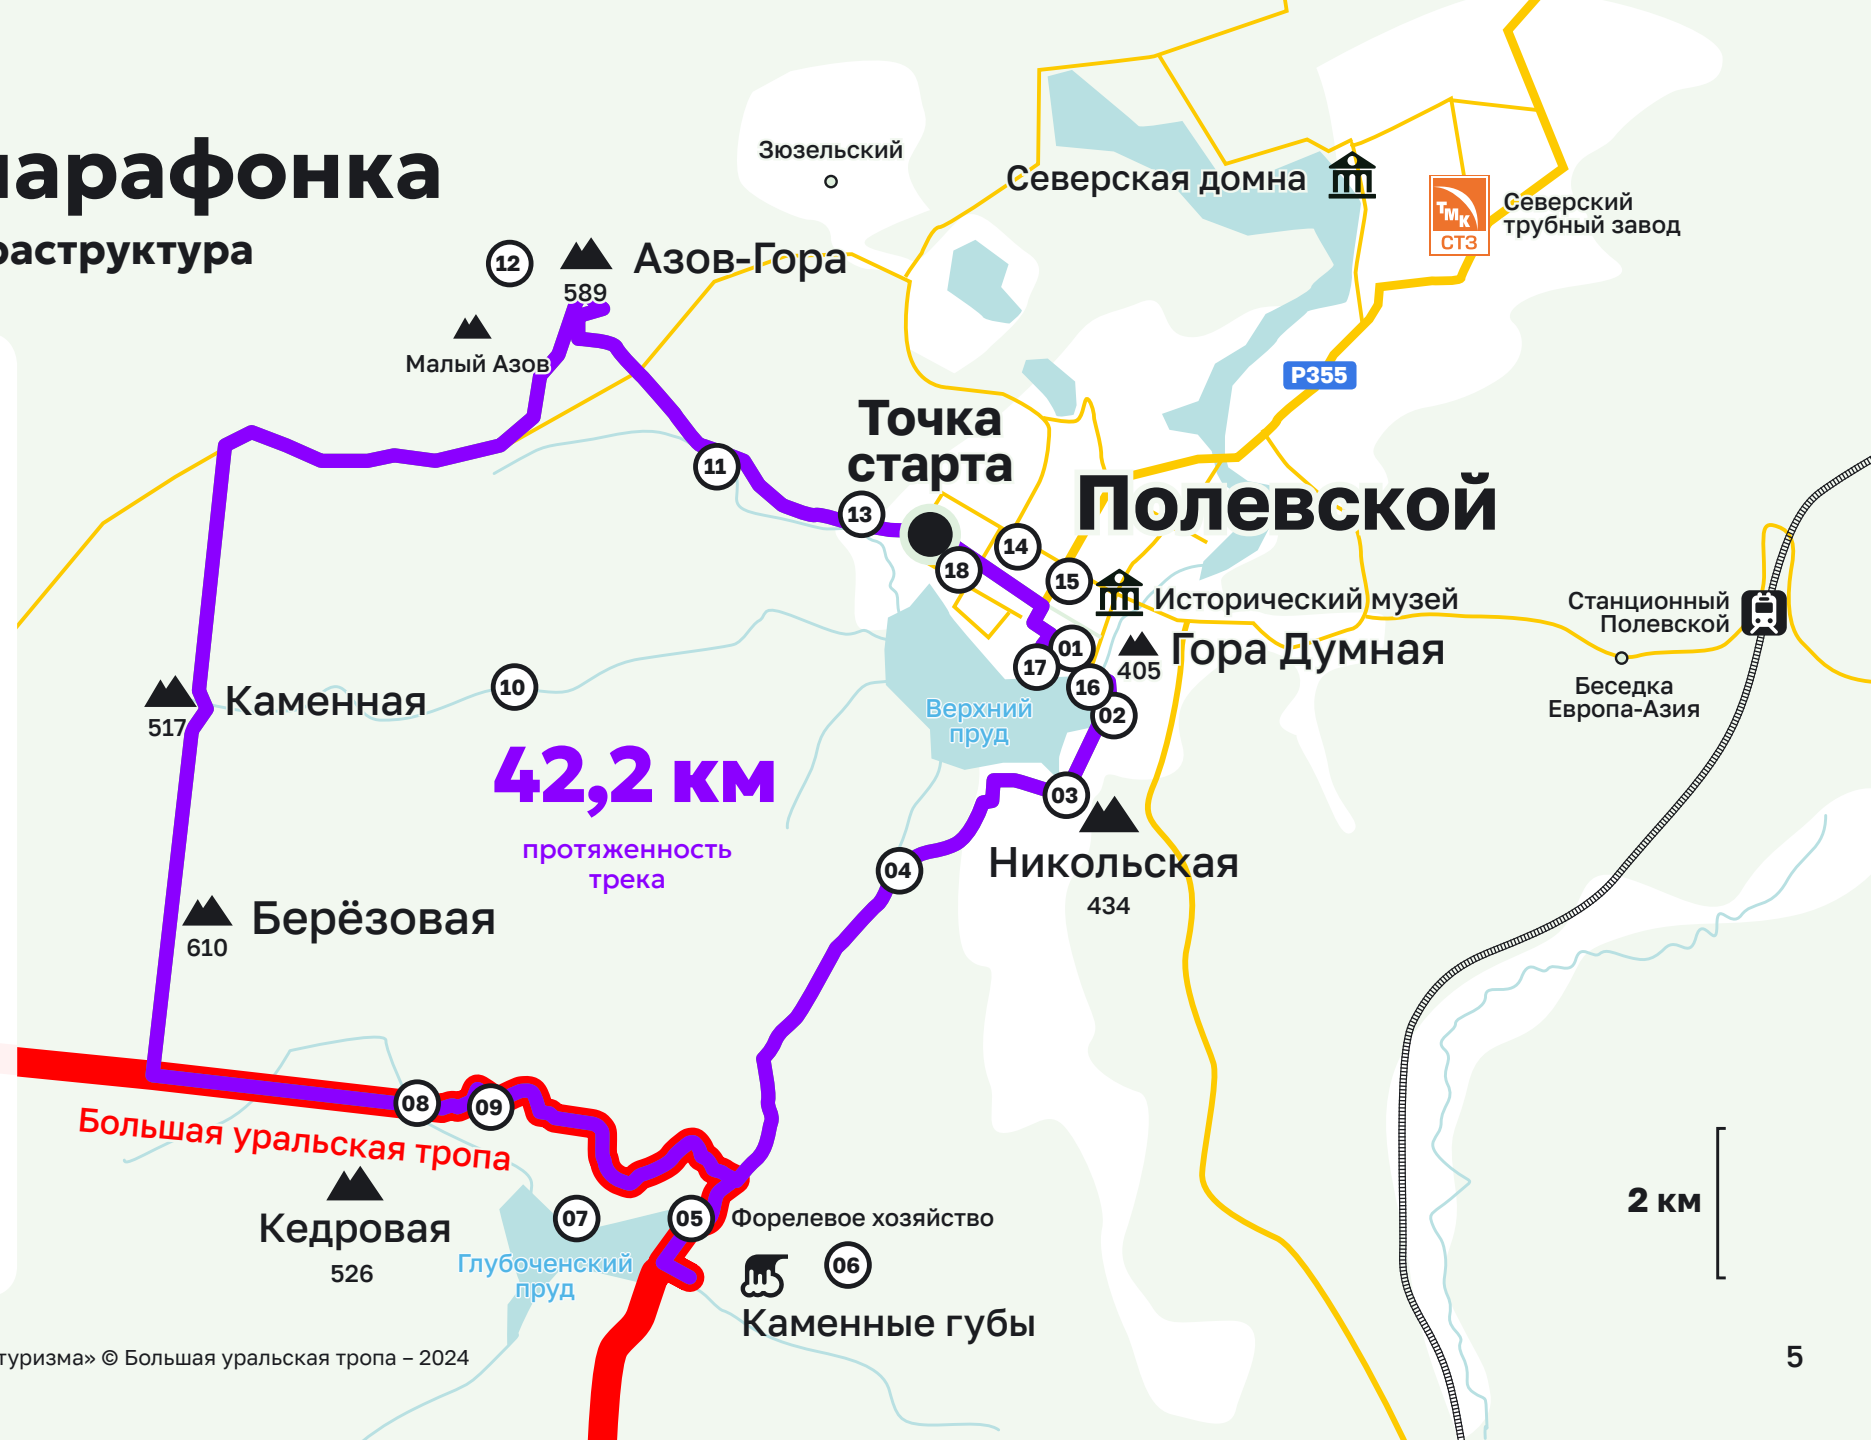 марафонка
раструктура
Зюзельский
Северская домна
ТМК
СТЗ
Северский
трубный завод
12
Азов-Гора
589
Малый Азов
Р355
Точка
старта
11
13
Полевской
14
18
15
Исторический музей
Станционный
Полевской
01
Гора Думная
17
405
16
02
Беседка
Европа-Азия
Каменная
517
10
Верхний
пруд
42,2 км
протяженность
трека
03
Никольская
434
04
Берёзовая
610
08
09
Большая уральская тропа
Кедровая
526
07
05
Форелевое хозяйство
Глубоченский
пруд
06
Каменные губы
2 км
туризма» © Большая уральская тропа – 2024
5